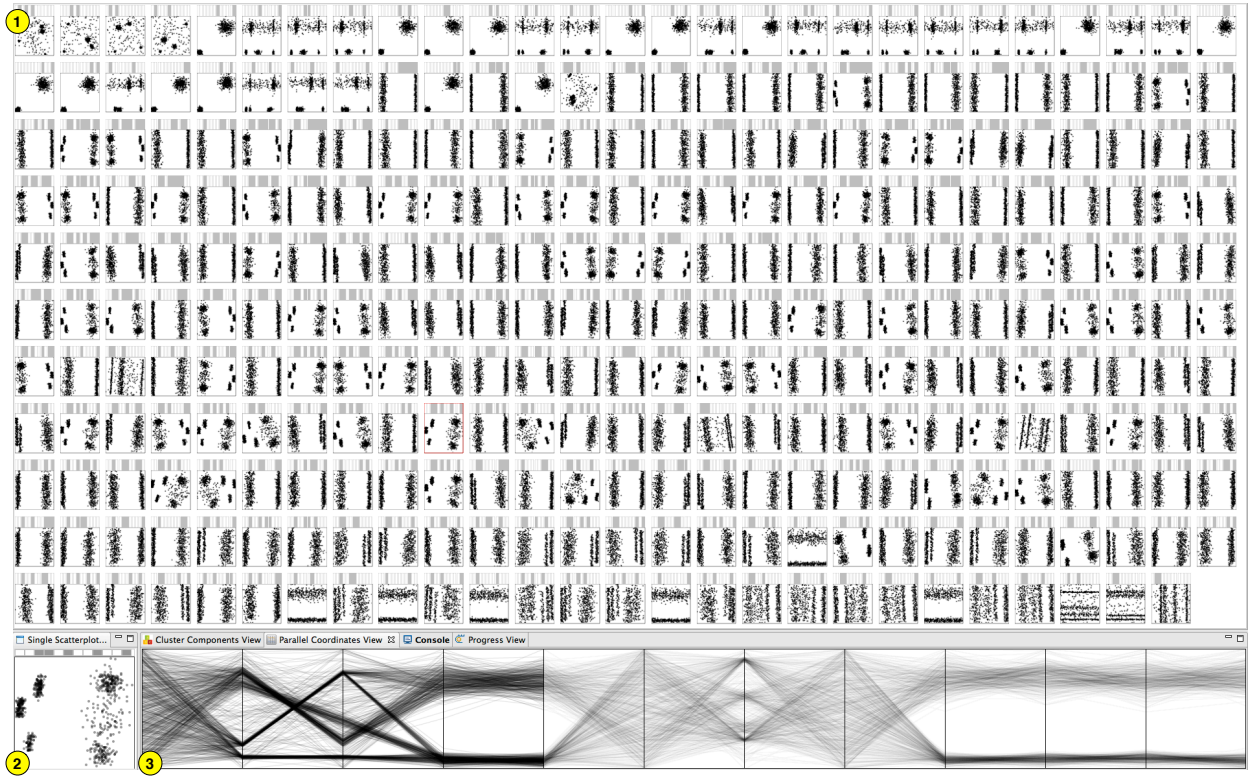 1
Single Scatterplot...
Cluster Components View
Parallel Coordinates View
Console
Progress View
2
3